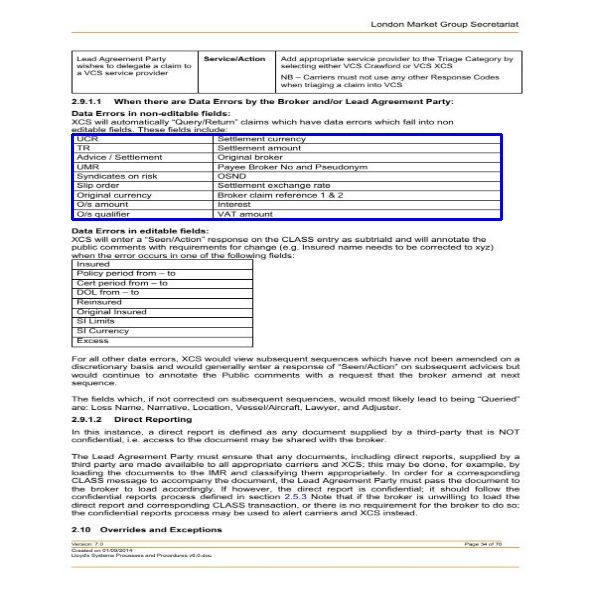 London Market Group Secretariat
Lead Agreement Party wishes to delegate a claim to a VCS service provider
Service/Action
Add appropriate service provider to the Triage Category by selecting either VCS Crawford or VCS XCS
NB – Carriers must not use any other Response Codes when triaging a claim into VCS
2.9.1.1 When there are Data Errors by the Broker and/or Lead Agreement Party:
Data Errors in non-editable fields:
XCS will automatically "Query/Return" claims which have data errors which fall into non
editable fields. These fields include:
UCR Settlement currency
TR Settlement amount
Advice / Settlement Original broker
UMR Payee Broker No and Pseudonym
Syndicates on risk OSND
Slip order Settlement exchange rate
Original currency Broker claim reference 1 & 2
O/s amount Interest
O/s qualifier VAT amount
Data Errors in editable fields:
XCS will enter a "Seen/Action" response on the CLASS entry as subtriald and will annotate the
public comments with requirements for change (e.g. Insured name needs to be corrected to xyz)
when the error occurs in one of the following fields:
Insured
Policy period from – to
Cert period from – to
DOL from – to
Reinsured
Original Insured
SI Limits
SI Currency
Excess
For all other data errors, XCS would view subsequent sequences which have not been amended on a
discretionary basis and would generally enter a response of "Seen/Action" on subsequent advices but
would continue to annotate the Public comments with a request that the broker amend at next
sequence.
The fields which, if not corrected on subsequent sequences, would most likely lead to being "Queried"
are: Loss Name, Narrative, Location, Vessel/Aircraft, Lawyer, and Adjuster.
2.9.1.2 Direct Reporting
In this instance, a direct report is defined as any document supplied by a third-party that is NOT
confidential, i.e. access to the document may be shared with the broker.
The Lead Agreement Party must ensure that any documents, including direct reports, supplied by a
third party are made available to all appropriate carriers and XCS; this may be done, for example, by
loading the documents to the IMR and classifying them appropriately. In order for a corresponding
CLASS message to accompany the document, the Lead Agreement Party must pass the document to
the broker to load accordingly. However, the direct report is confidential; it should follow the
confidential reports process defined in section 2.5.3 Note that if the broker is unwilling to load the
direct report and corresponding CLASS transaction, or there is no requirement for the broker to do so;
the confidential reports process may be used to alert carriers and XCS instead.
2.10 Overrides and Exceptions
Version: 7.0 Page 34 of 76
Created on 01/09/2014
Lloyd's Systems Processes and Procedures v6.0.doc